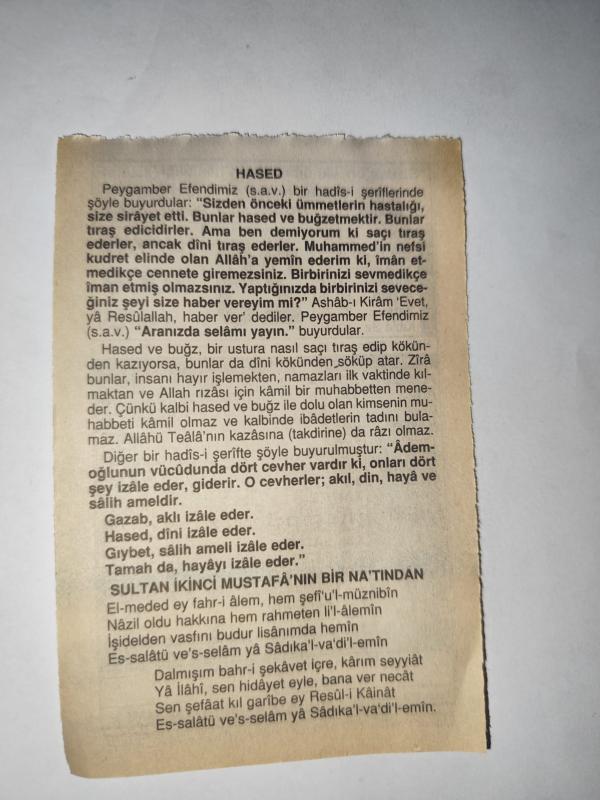 HASED
Peygamber Efendimiz (s.a.v.) bir hadîs-i şerîflerinde
şöyle buyurdular: “Sizden önceki ümmetlerin hastalığı,
size sirâyet etti. Bunlar hased ve buğzetmektir. Bunlar
tıraş edicidirler. Ama ben demiyorum ki saçı tıraş
ederler, ancak dîni tıraş ederler. Muhammed’in nefsi
kudret elinde olan Allâh’a yemîn ederim ki, îmân et-
medikçe cennete giremezsiniz. Birbirinizi sevmedikçe
îman etmiş olmazsınız. Yaptığınızda birbirinizi sevece-
ğiniz şeyi size haber vereyim mi?” Ashâb-ı Kirâm ‘Evet,
yâ Resûlallah, haber ver’ dediler. Peygamber Efendimiz
(s.a.v.) “Aranızda selâmı yayın.” buyurdular.
Hased ve buğz, bir ustura nasıl saçı tıraş edip kökün-
den kazıyorsa, bunlar da dîni kökünden söküp atar. Zîrâ
bunlar, insanı hayır işlemekten, namazları ilk vaktinde kıl-
maktan ve Allah rızâsı için kâmil bir muhabbetten mene-
der. Çünkü kalbi hased ve buğz ile dolu olan kimsenin mu-
habbeti kâmil olmaz ve kalbinde ibâdetlerin tadını bula-
maz. Allâhü Teâlâ’nın kazâsına (takdirine) da râzı olmaz.
Diğer bir hadîs-i şerîfte şöyle buyurulmuştur: “Âdem-
oğlunun vücûdunda dört cevher vardır ki, onları dört
şey izâle eder, giderir. O cevherler; akıl, din, hayâ ve
sâlih ameldir.
Gazab, aklı izâle eder.
Hased, dîni izâle eder.
Gıybet, sâlih ameli izâle eder.
Tamah da, hayâyı izâle eder.”
SULTAN İKİNCİ MUSTAFÂ’NIN BİR NA’TINDAN
El-meded ey fahr-i âlem, hem şefî’u’l-müznibîn
Nâzil oldu hakkına hem rahmeten li’l-âlemîn
İşidelden vasfını budur lisânımda hemîn
Es-salâtü ve’s-selâm yâ Sâdıka’l-va’di’l-emîn
Dalmışım bahr-i şekâvet içre, kârım seyyiât
Yâ İlâhî, sen hidâyet eyle, bana ver necât
Sen şefâat kıl garîbe ey Resûl-i Kâinât
Es-salâtü ve’s-selâm yâ Sâdıka’l-va’di’l-emîn.